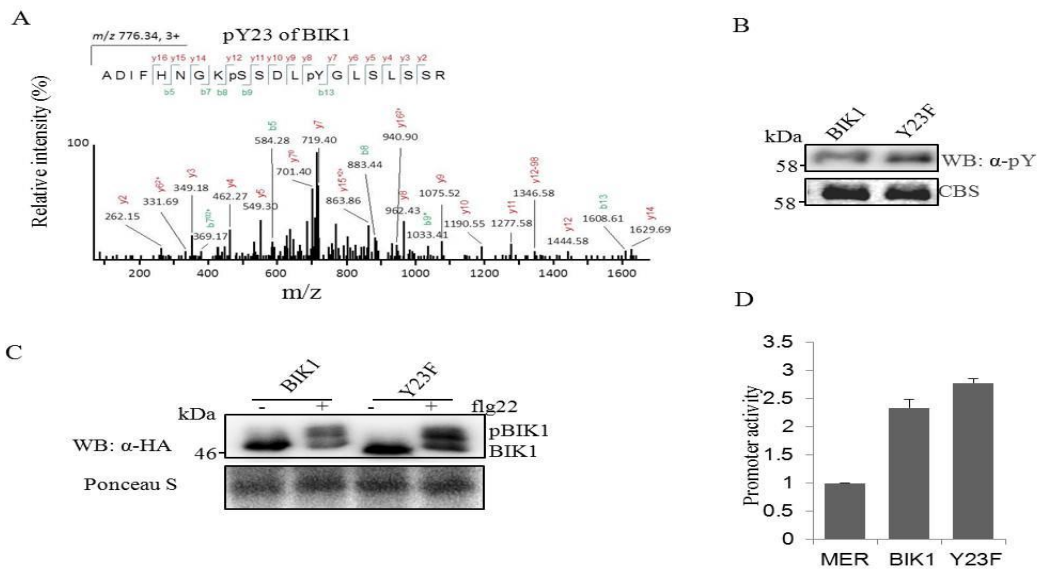 A
m/z 776.34, 3+
pY23 of BIK1
y16 y15 y14 y12 y11 y10 y9 y8 y7 y6 y5 y4 y3 y2
A D I F H N G K pS S D L pY G L S L S S R
b5 b7 b8 b9 b13
Relative intensity (%)
100
y2
262.15
y6²⁺
331.69
y3
349.18
369.17
y4
462.27
y5
549.30
b5
584.28
701.40
y7
719.40
863.86
b8
883.44
y16²⁺
940.90
y8
962.43
1033.41
y9
1075.52
y10
1190.55
y11
1277.58
y12-98
1346.58
y12
1444.58
b13
1608.61
y14
1629.69
200 400 600 800 1000 1200 1400 1600
m/z
B
kDa
BIK1 Y23F
58
WB: α-pY
58
CBS
C
BIK1 Y23F
- + - + flg22
kDa
WB: α-HA
46
pBIK1
BIK1
Ponceau S
D
Promoter activity
3.5
3
2.5
2
1.5
1
0.5
0
MER BIK1 Y23F